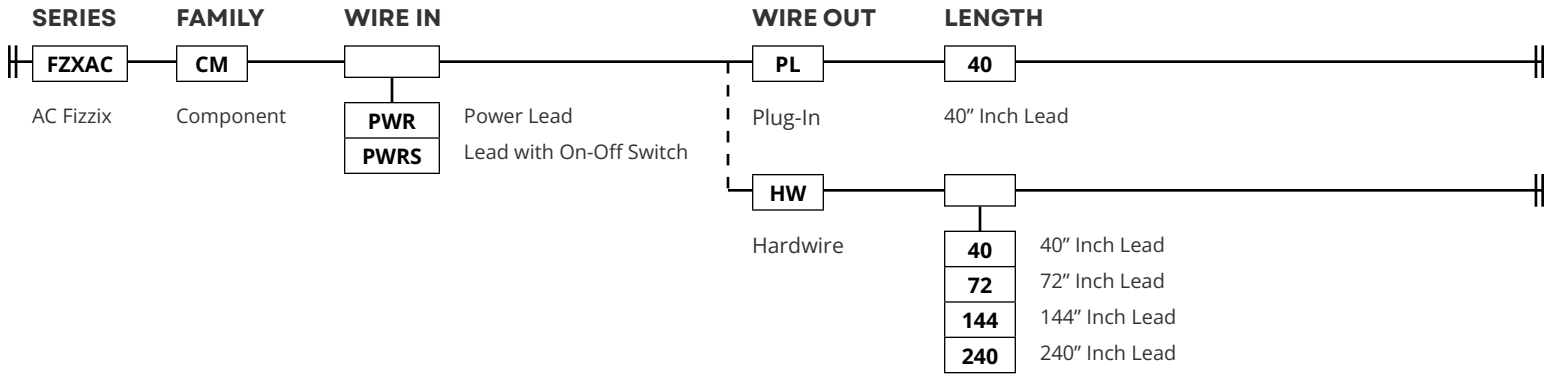 SERIES FAMILY WIRE IN WIRE OUT LENGTH
FZXAC CM PL 40
AC Fizzix Component PWR Power Lead Plug-In 40” Inch Lead
PWRS Lead with On-Off Switch
HW
Hardwire 40 40” Inch Lead
72 72” Inch Lead
144 144” Inch Lead
240 240” Inch Lead